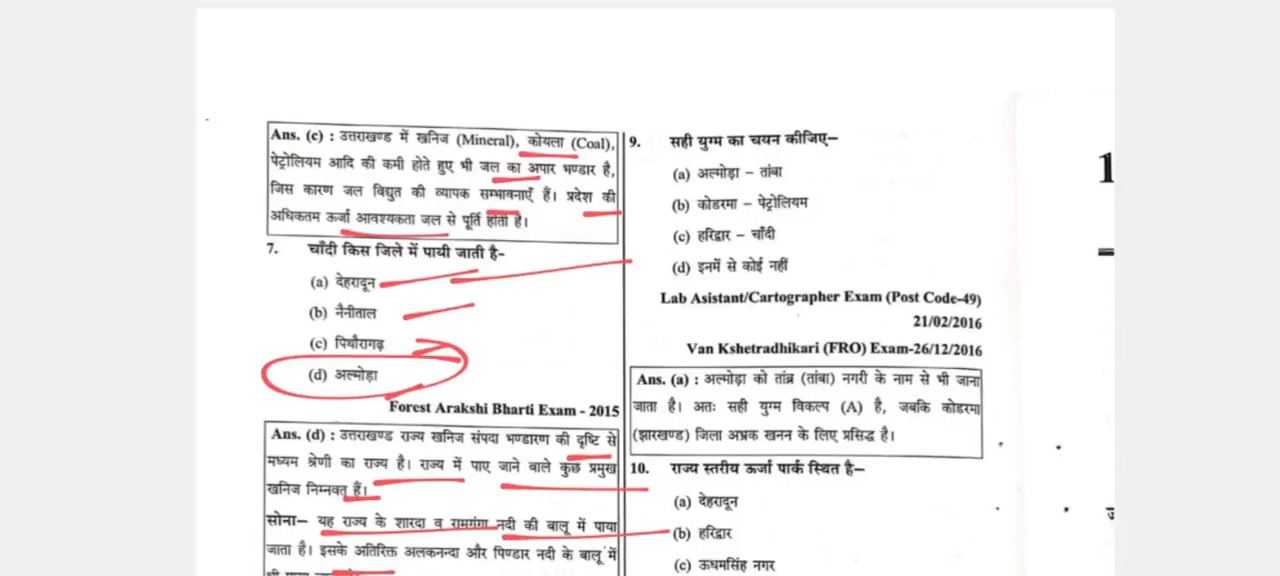 Ans. (c) : उत्तराखण्ड में खनिज (Mineral), कोयला (Coal),
पेट्रोलियम आदि की कमी होते हुए भी जल का अपार भण्डार है,
जिस कारण जल विद्युत की व्यापक सम्भावनाएँ हैं। प्रदेश की
अधिकतम ऊर्जा आवश्यकता जल से पूर्ति होती है।
7. चाँदी किस जिले में पायी जाती है-
(a) देहरादून
(b) नैनीताल
(c) पिथौरागढ़
(d) अल्मोड़ा
Forest Arakshi Bharti Exam - 2015
Ans. (d) : उत्तराखण्ड राज्य खनिज संपदा भण्डारण की दृष्टि से
मध्यम श्रेणी का राज्य है। राज्य में पाए जाने वाले कुछ प्रमुख
खनिज निम्नवत् हैं।
सोना– यह राज्य के शारदा व रामगंगा नदी की बालू में पाया
जाता है। इसके अतिरिक्त अलकनन्दा और पिण्डार नदी के बालू में
9. सही युग्म का चयन कीजिए–
(a) अल्मोड़ा – तांबा
(b) कोडरमा – पेट्रोलियम
(c) हरिद्वार – चाँदी
(d) इनमें से कोई नहीं
Lab Asistant/Cartographer Exam (Post Code-49)
21/02/2016
Van Kshetradhikari (FRO) Exam-26/12/2016
Ans. (a) : अल्मोड़ा को ताम्र (तांबा) नगरी के नाम से भी जाना
जाता है। अतः सही युग्म विकल्प (A) है, जबकि कोडरमा
(झारखण्ड) जिला अभ्रक खनन के लिए प्रसिद्ध है।
10. राज्य स्तरीय ऊर्जा पार्क स्थित है–
(a) देहरादून
(b) हरिद्वार
(c) ऊधमसिंह नगर